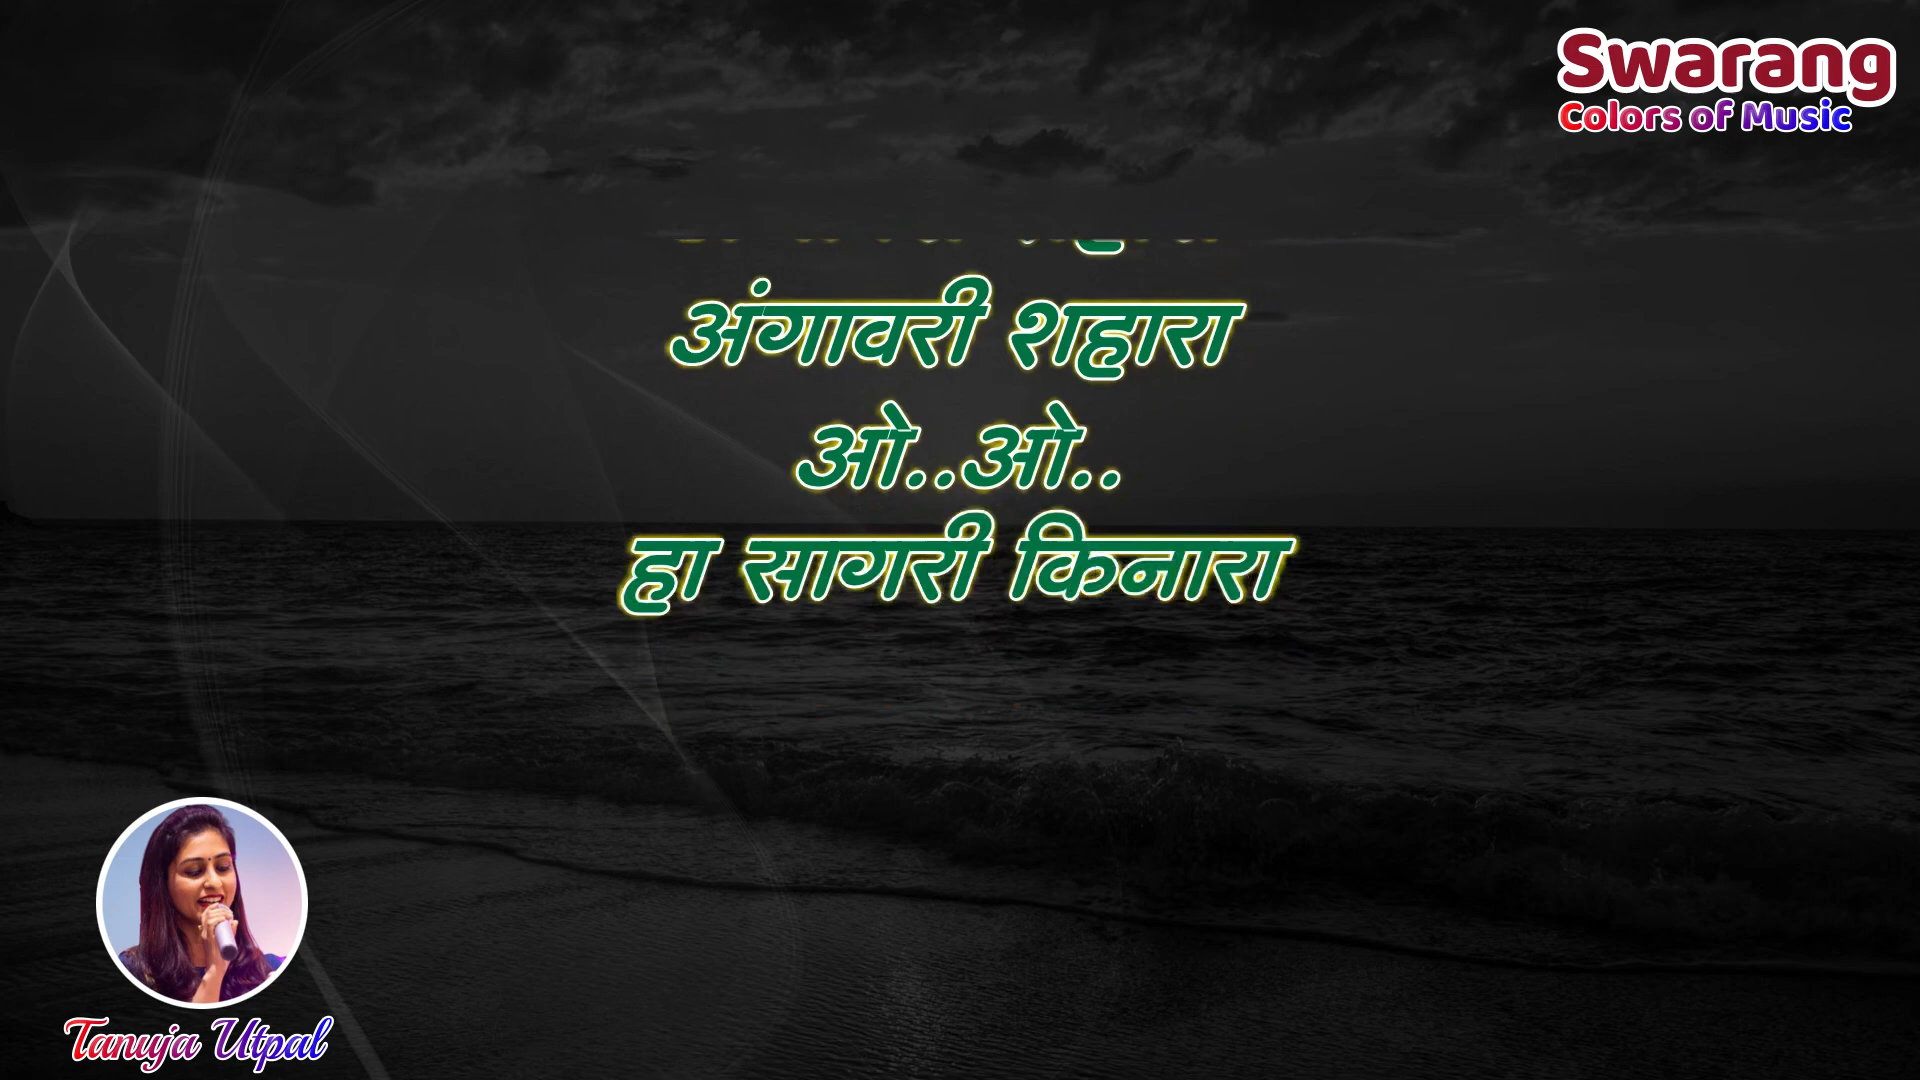 Swarang
Colors of Music
अंगावरी शहारा
ओ..ओ..
हा सागरी किनारा
Tanuja Utpal